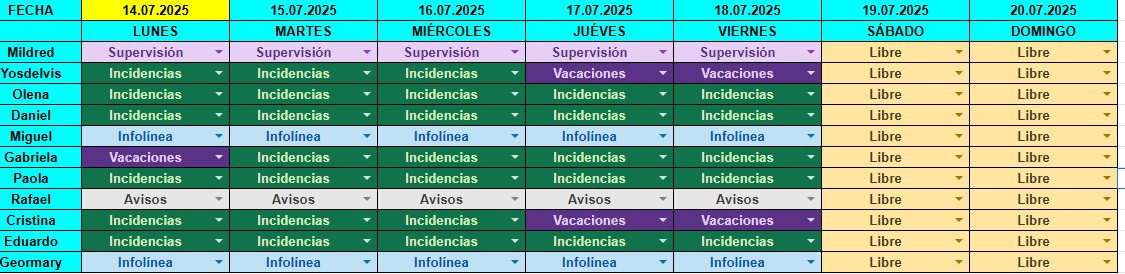 FECHA 14.07.2025 15.07.2025 16.07.2025 17.07.2025 18.07.2025 19.07.2025 20.07.2025
LUNES MARTES MIÉRCOLES JUÉVES VIERNES SÁBADO DOMINGO
Mildred Supervisión Supervisión Supervisión Supervisión Supervisión Libre Libre
Yosdelvis Incidencias Incidencias Incidencias Vacaciones Vacaciones Libre Libre
Olena Incidencias Incidencias Incidencias Incidencias Incidencias Libre Libre
Daniel Incidencias Incidencias Incidencias Incidencias Incidencias Libre Libre
Miguel Infolínea Infolínea Infolínea Infolínea Infolínea Libre Libre
Gabriela Vacaciones Incidencias Incidencias Incidencias Incidencias Libre Libre
Paola Incidencias Incidencias Incidencias Incidencias Incidencias Libre Libre
Rafael Avisos Avisos Avisos Avisos Avisos Libre Libre
Cristina Incidencias Incidencias Incidencias Vacaciones Vacaciones Libre Libre
Eduardo Incidencias Incidencias Incidencias Incidencias Incidencias Libre Libre
Geormary Infolínea Infolínea Infolínea Infolínea Infolínea Libre Libre